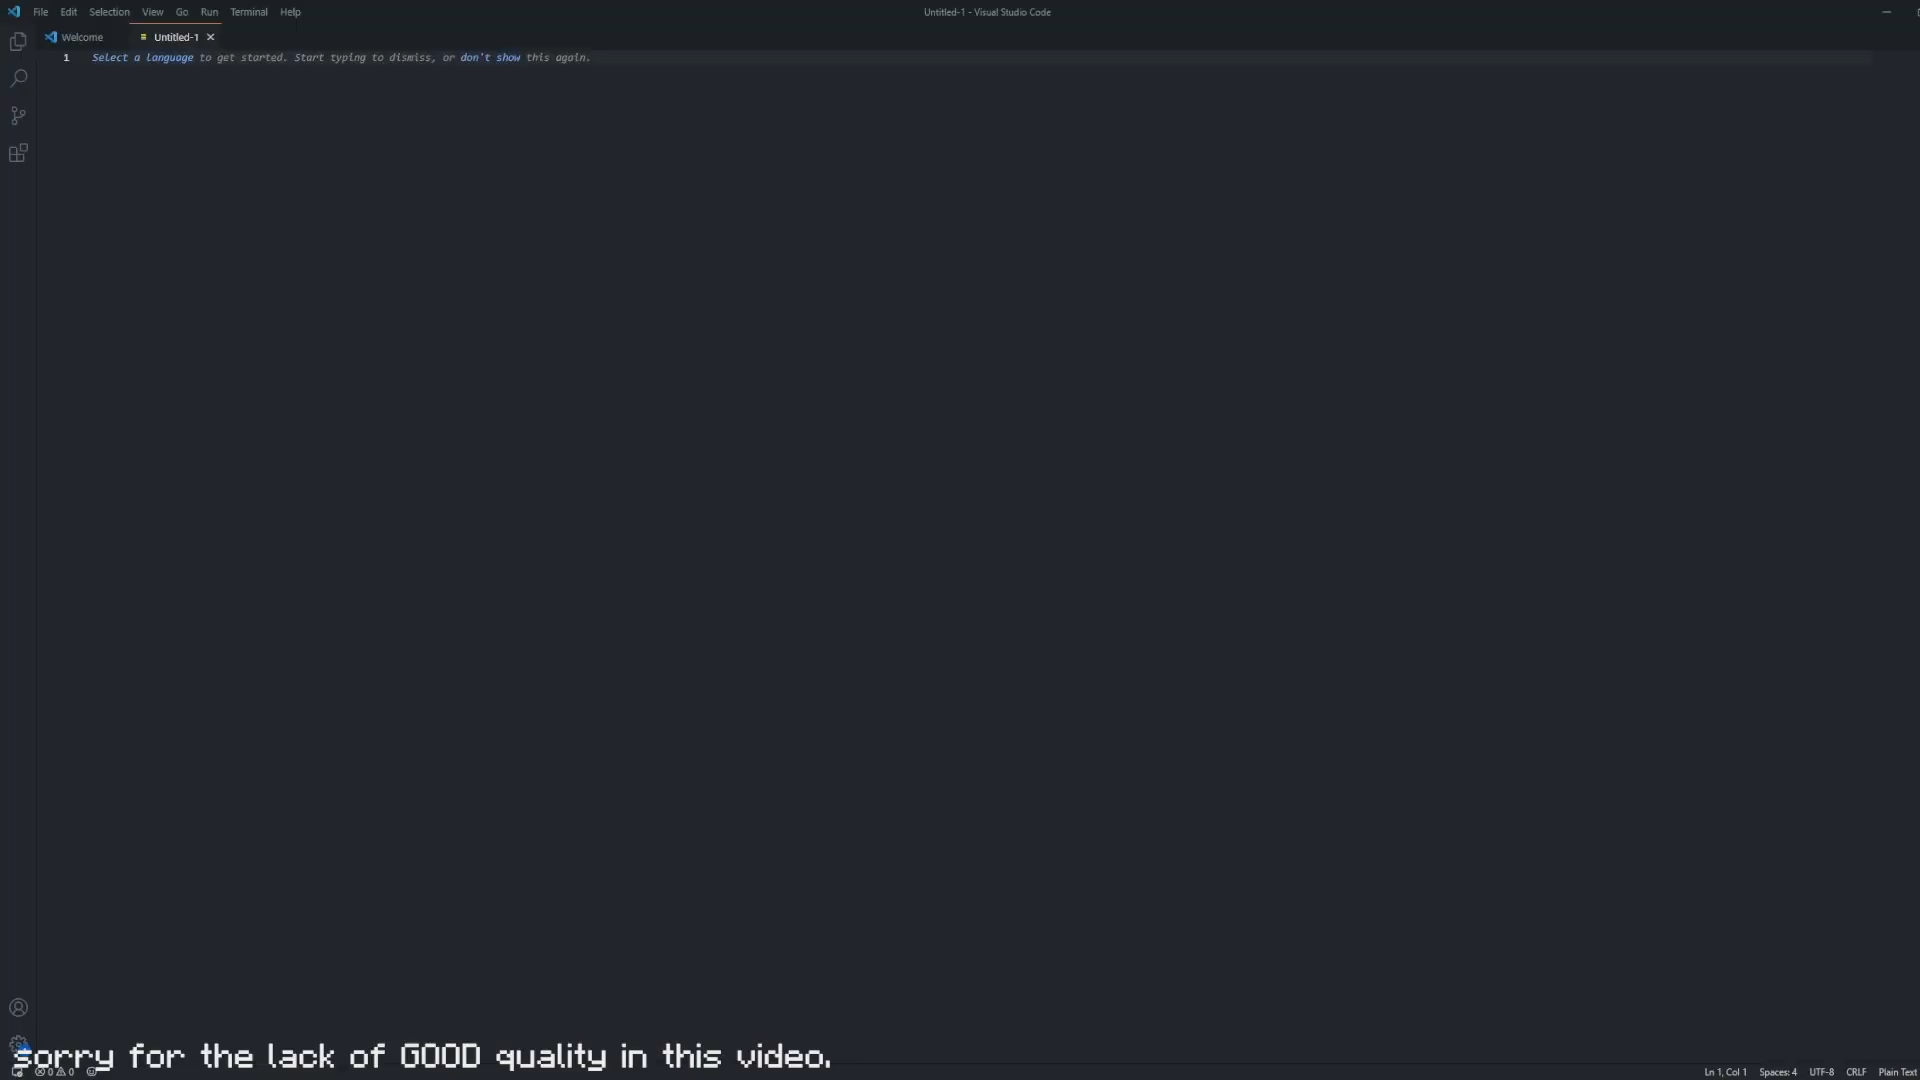 File Edit Selection View Go Run Terminal Help
Untitled-1 - Visual Studio Code
Welcome
Untitled-1
1 Select a language to get started. Start typing to dismiss, or don't show this again.
sorry for the lack of GOOD quality in this video.
0 0
Ln 1, Col 1 Spaces: 4 UTF-8 CRLF Plain Text